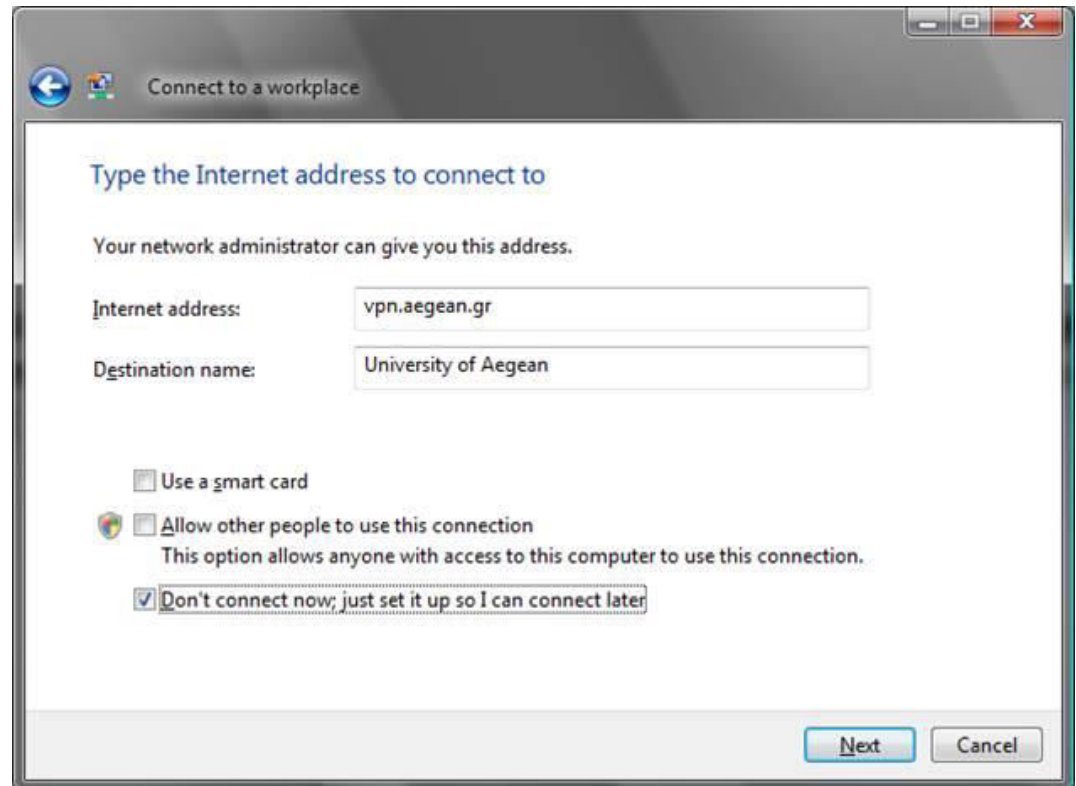 Connect to a workplace
Type the Internet address to connect to
Your network administrator can give you this address.
Internet address:
vpn.aegean.gr
Destination name:
University of Aegean
Use a smart card
Allow other people to use this connection
This option allows anyone with access to this computer to use this connection.
Don't connect now; just set it up so I can connect later
Next
Cancel